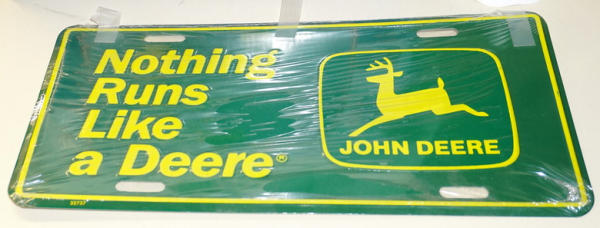 Nothing
Runs
Like
a Deere®
JOHN DEERE